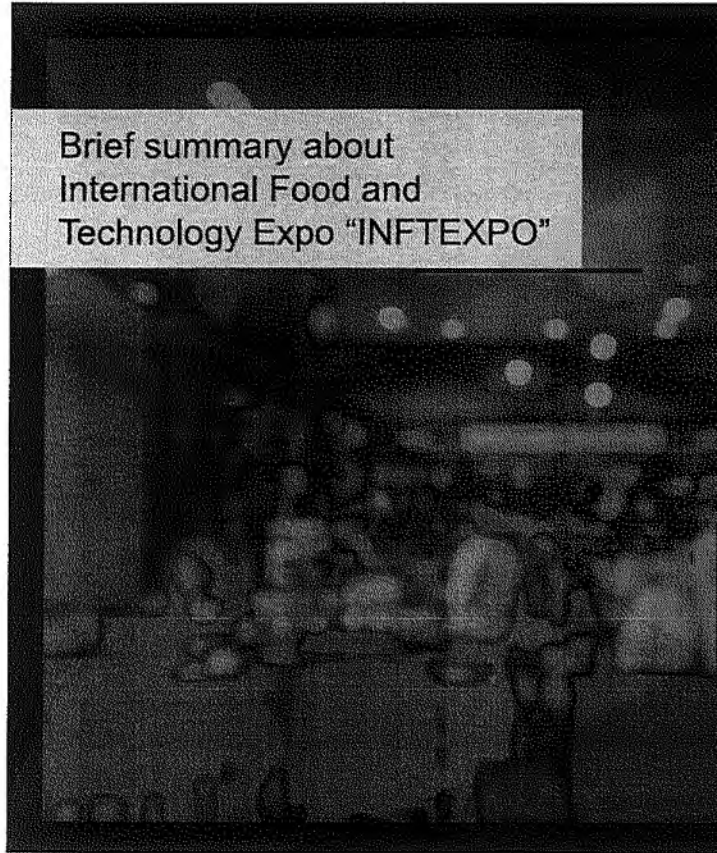 Brief summary about
International Food and
Technology Expo “INFTEXPO”